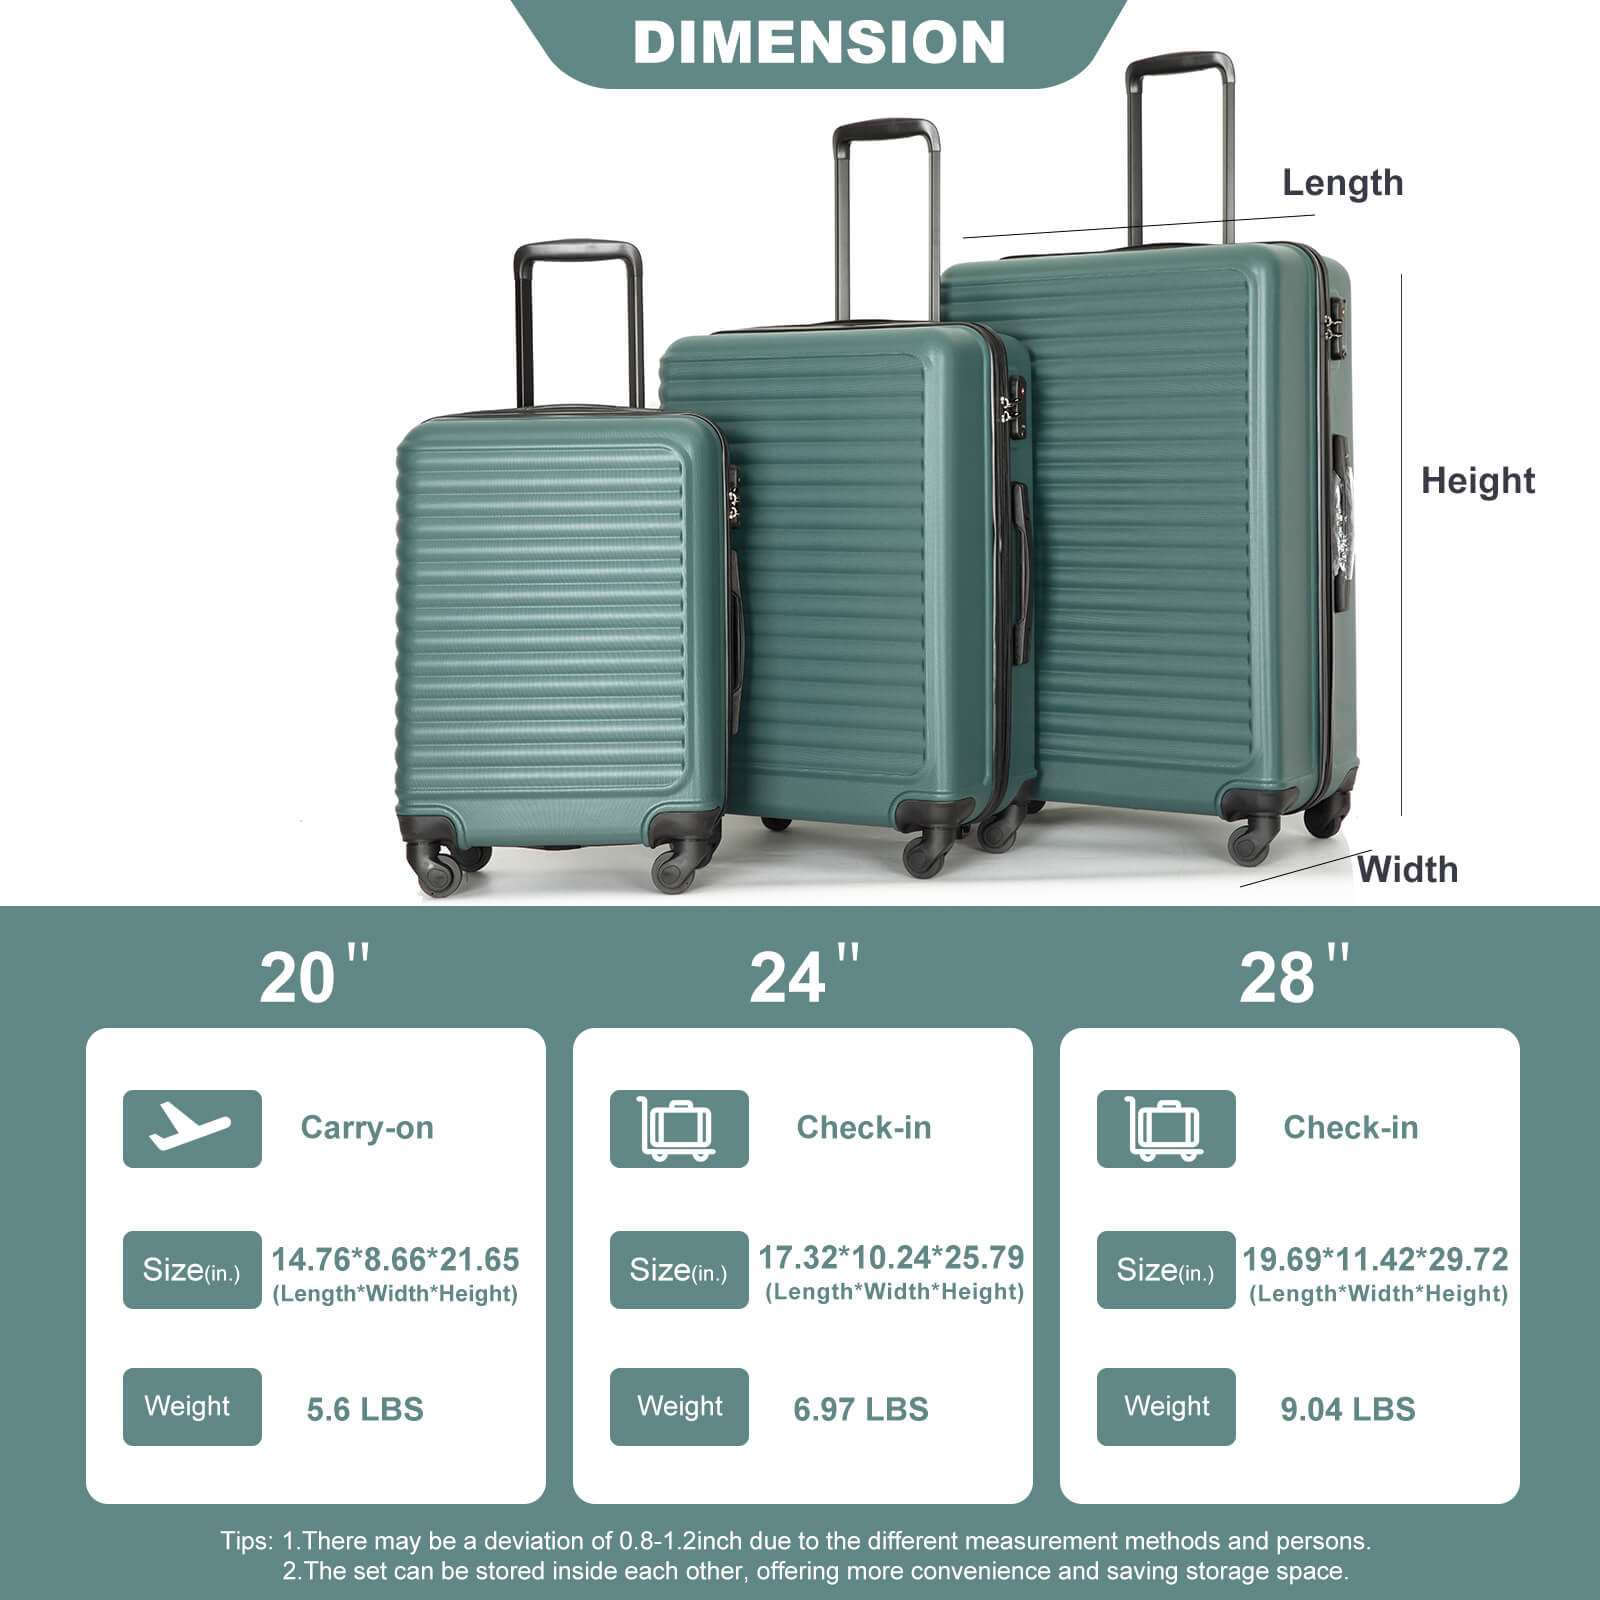 DIMENSION
Length
Height
Width
20"
24"
28"
Carry-on
Size(in.)
14.76*8.66*21.65
(Length*Width*Height)
Weight
5.6 LBS
Check-in
Size(in.)
17.32*10.24*25.79
(Length*Width*Height)
Weight
6.97 LBS
Check-in
Size(in.)
19.69*11.42*29.72
(Length*Width*Height)
Weight
9.04 LBS
Tips: 1.There may be a deviation of 0.8-1.2inch due to the different measurement methods and persons.
2.The set can be stored inside each other, offering more convenience and saving storage space.